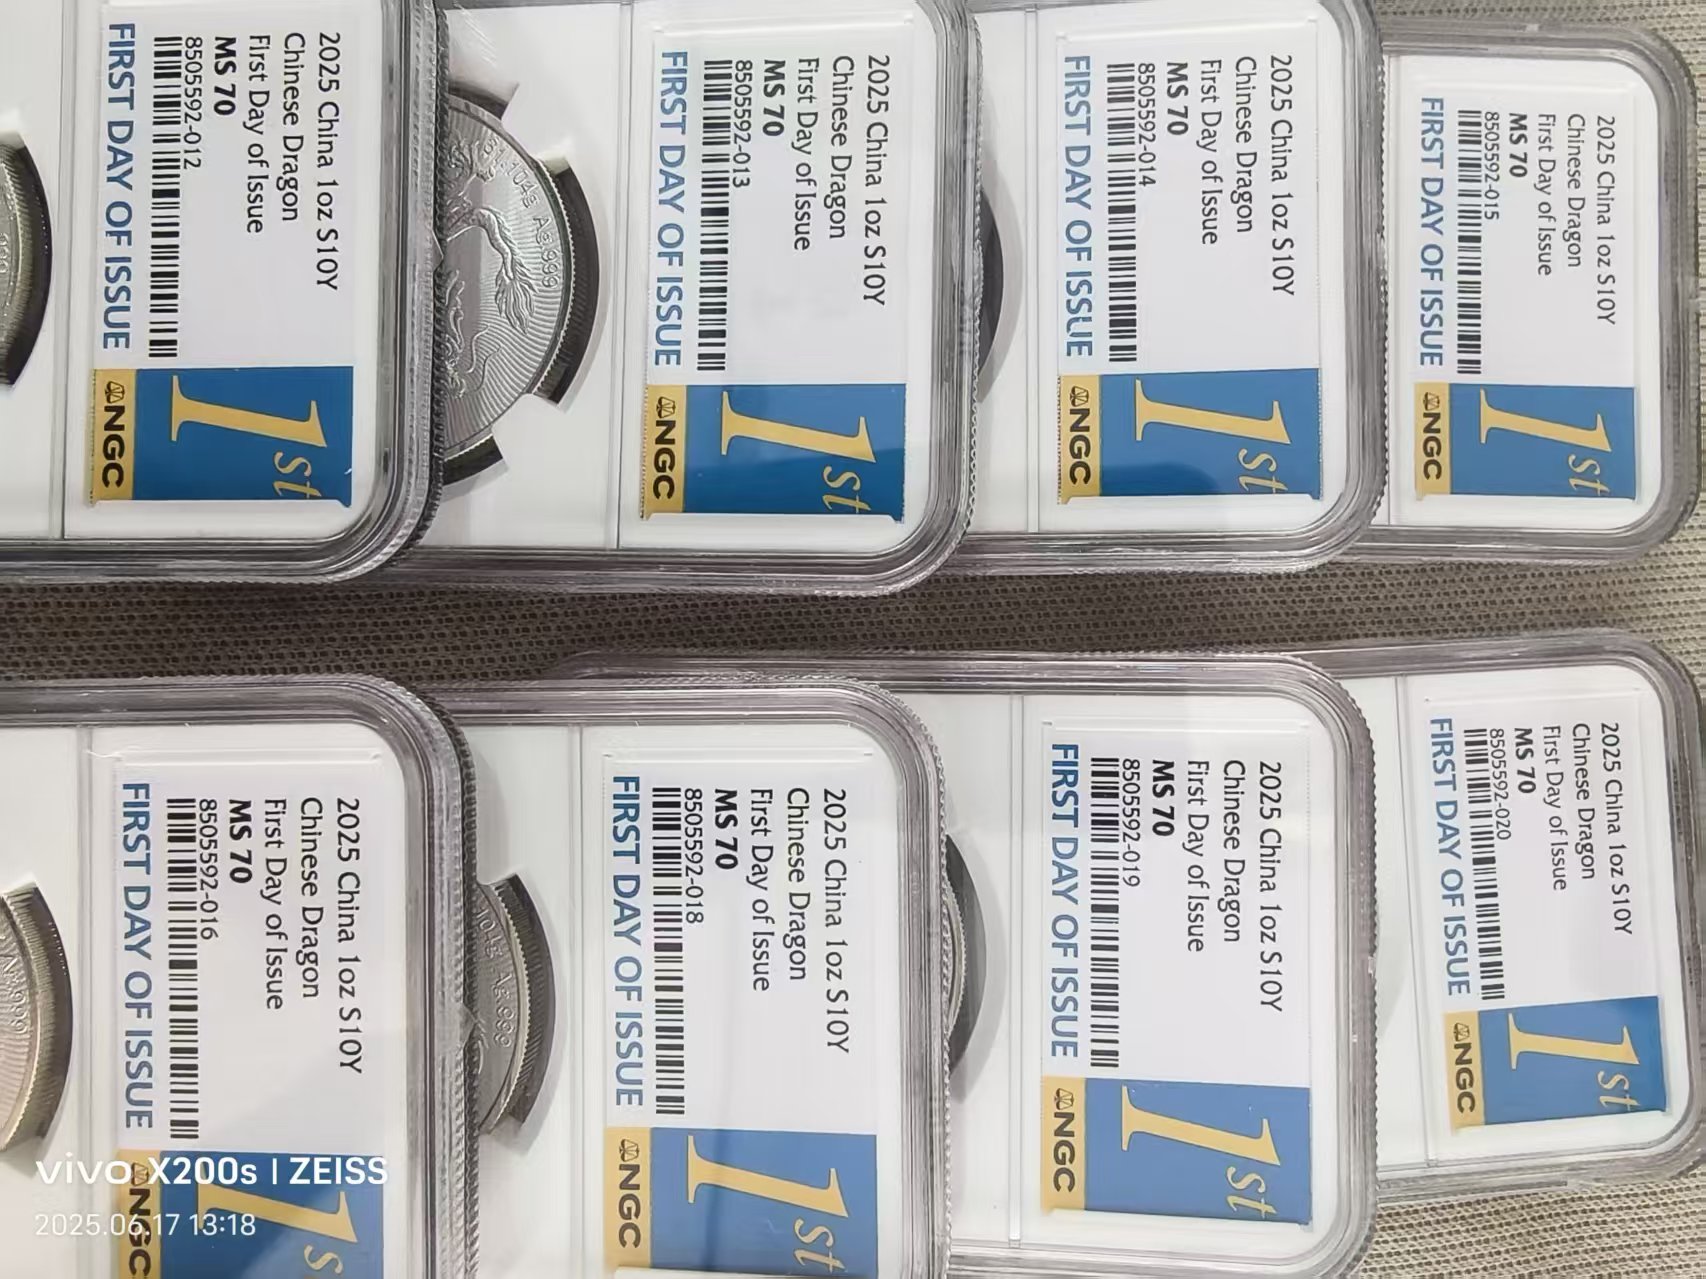 2025 China 1oz S10Y
Chinese Dragon
First Day of Issue
MS 70
8505592-012
FIRST DAY OF ISSUE
1st
NGC
2025 China 1oz S10Y
Chinese Dragon
First Day of Issue
MS 70
8505592-013
FIRST DAY OF ISSUE
1st
NGC
31.104g Ag.999
2025 China 1oz S10Y
Chinese Dragon
First Day of Issue
MS 70
8505592-014
FIRST DAY OF ISSUE
1st
NGC
2025 China 1oz S10Y
Chinese Dragon
First Day of Issue
MS 70
8505592-015
FIRST DAY OF ISSUE
1st
NGC
2025 China 1oz S10Y
Chinese Dragon
First Day of Issue
MS 70
8505592-016
FIRST DAY OF ISSUE
1st
NGC
2025 China 1oz S10Y
Chinese Dragon
First Day of Issue
MS 70
8505592-018
FIRST DAY OF ISSUE
1st
NGC
Ag.999
2025 China 1oz S10Y
Chinese Dragon
First Day of Issue
MS 70
8505592-019
FIRST DAY OF ISSUE
1st
NGC
2025 China 1oz S10Y
Chinese Dragon
First Day of Issue
MS 70
8505592-020
FIRST DAY OF ISSUE
1st
NGC
vivo X200s | ZEISS
2025.06.17 13:18